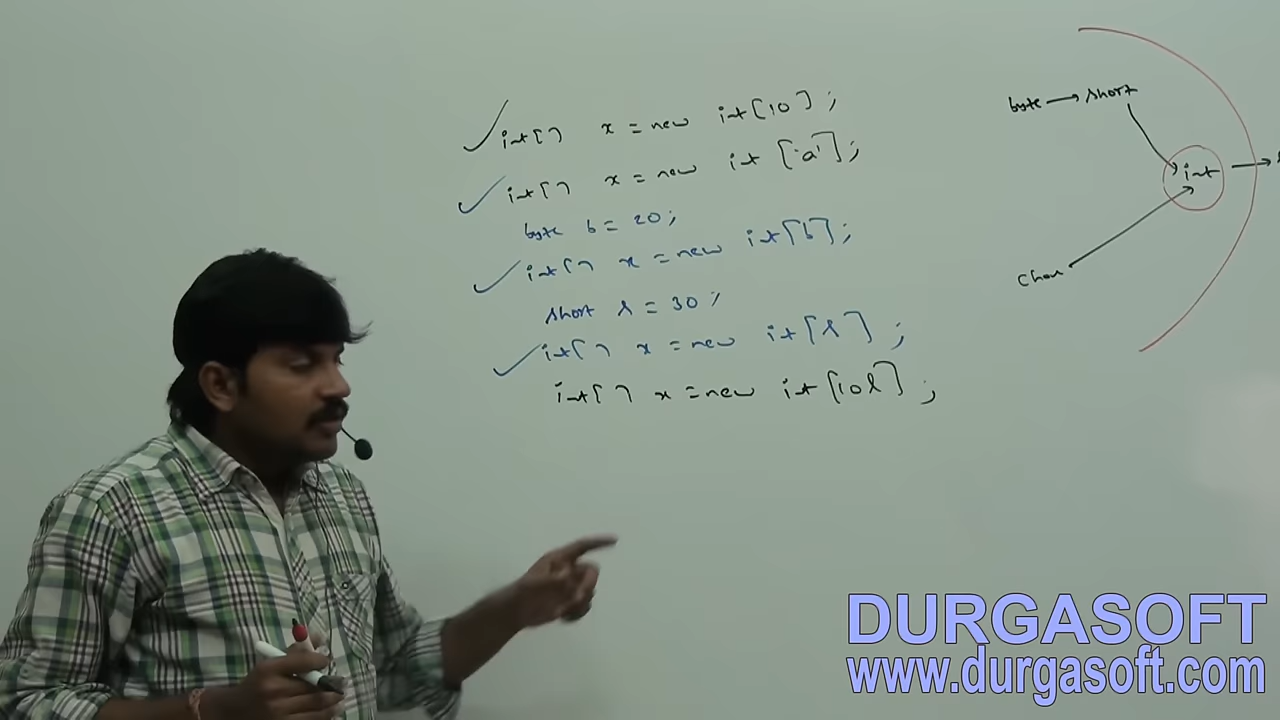 int[] x = new int[10];
int[] x = new int ['a'];
byte b = 20;
int[] x = new int[b];
short s = 30;
int[] x = new int[s];
int[] x = new int[10l];
byte → short
int →
char
DURGASOFT
www.durgasoft.com